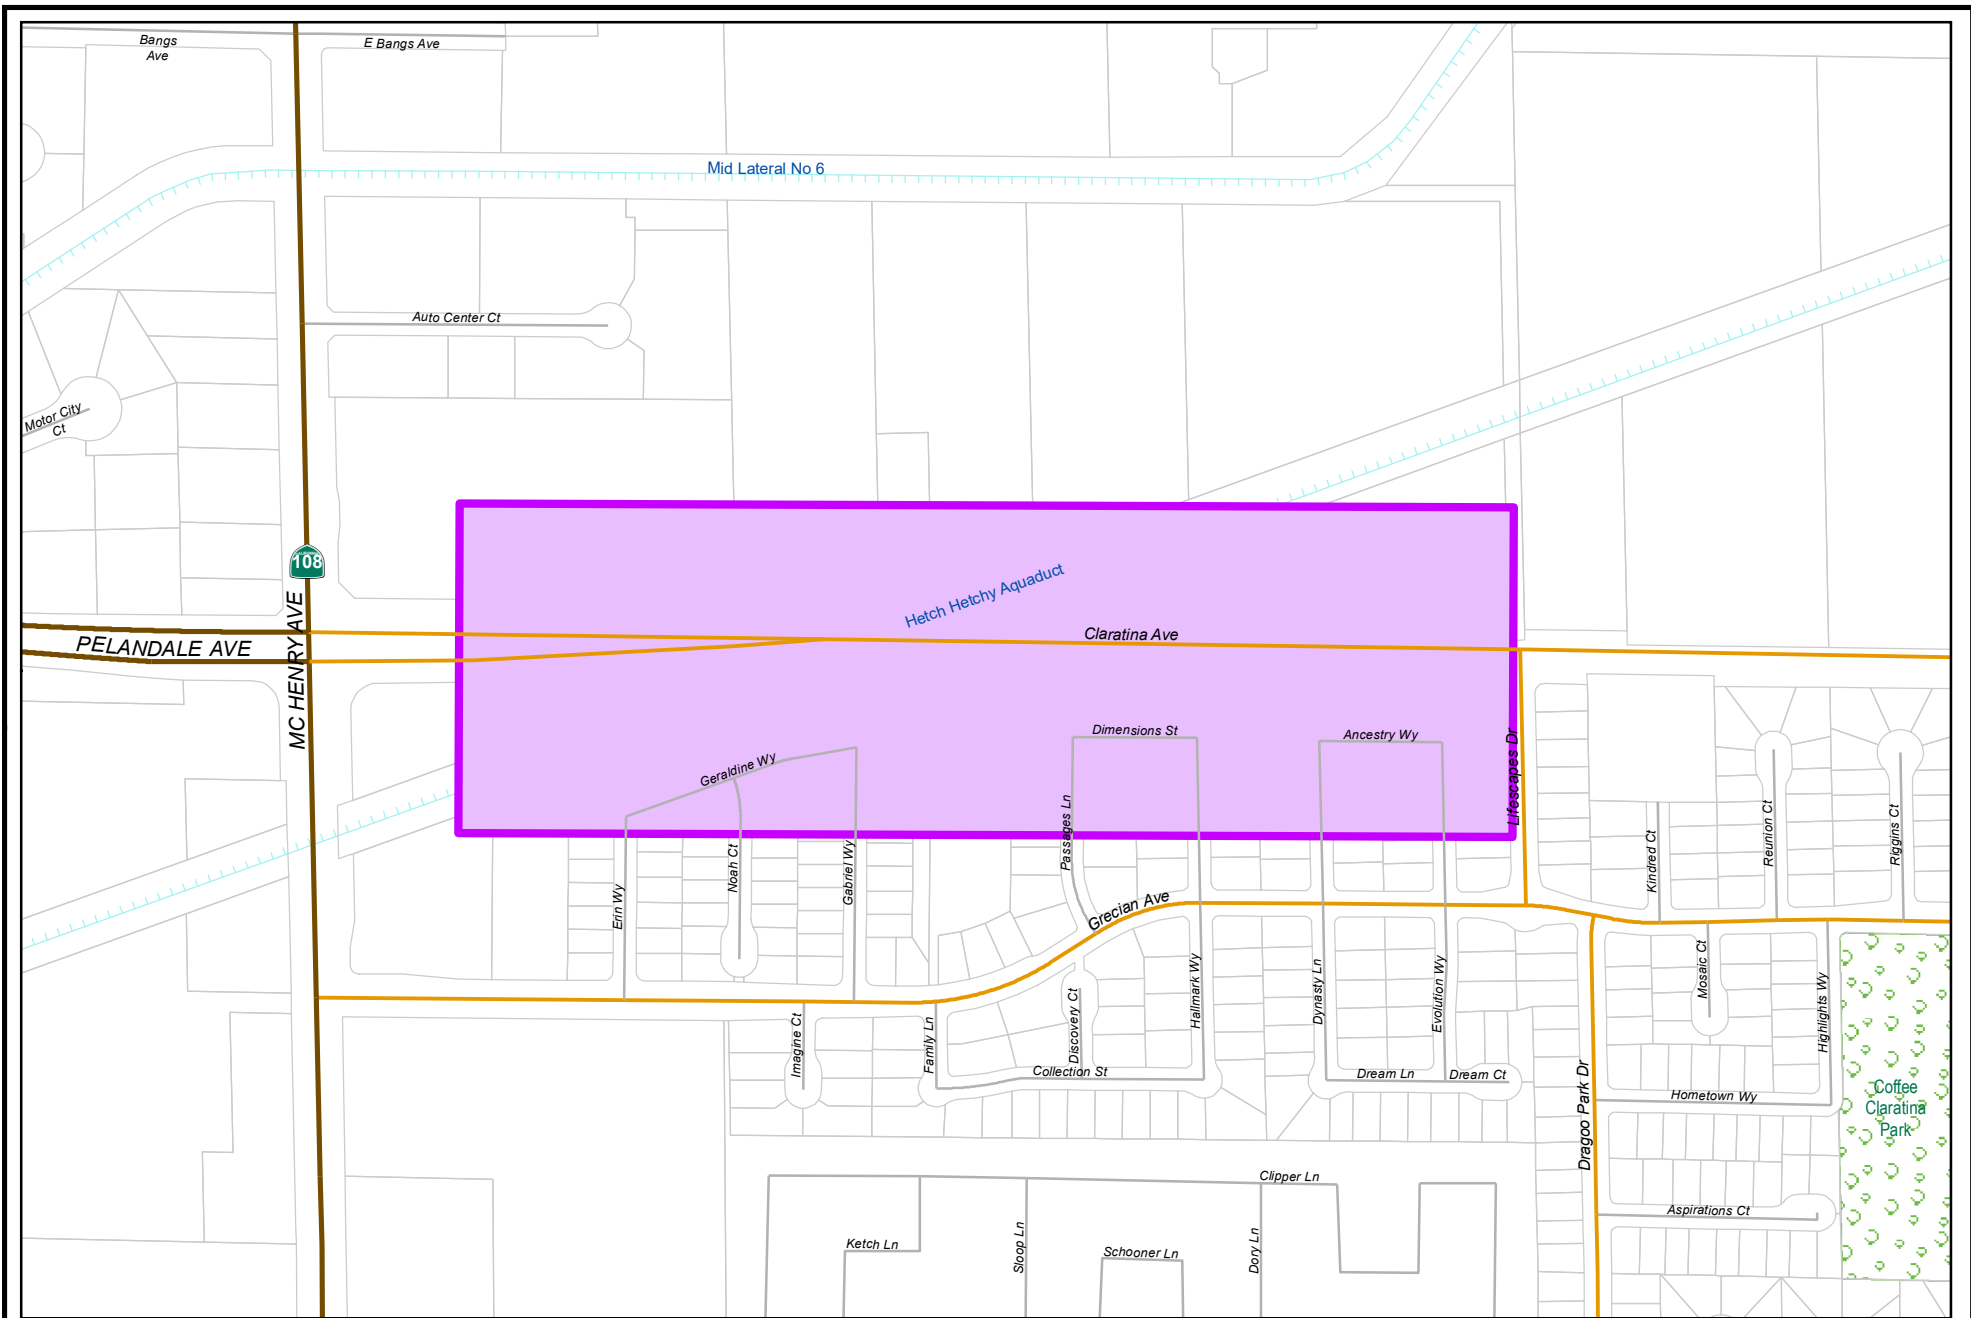 Bangs
Ave
E Bangs Ave
Mid Lateral No 6
Auto Center Ct
Motor City
Ct
108
Hetch Hetchy Aquaduct
PELANDALE AVE
MC HENRY AVE
Claratina Ave
Dimensions St
Ancestry Wy
Lifescapes Dr
Geraldine Wy
Passages Ln
Noah Ct
Gabriel Wy
Erin Wy
Grecian Ave
Kindred Ct
Reunion Ct
Riggins Ct
Imagine Ct
Family Ln
Discovery Ct
Hallmark Wy
Dynasty Ln
Evolution Wy
Mosaic Ct
Highlights Wy
Collection St
Dream Ln
Dream Ct
Dragoo Park Dr
Hometown Wy
Coffee
Claratina
Park
Clipper Ln
Aspirations Ct
Ketch Ln
Sloop Ln
Schooner Ln
Dory Ln